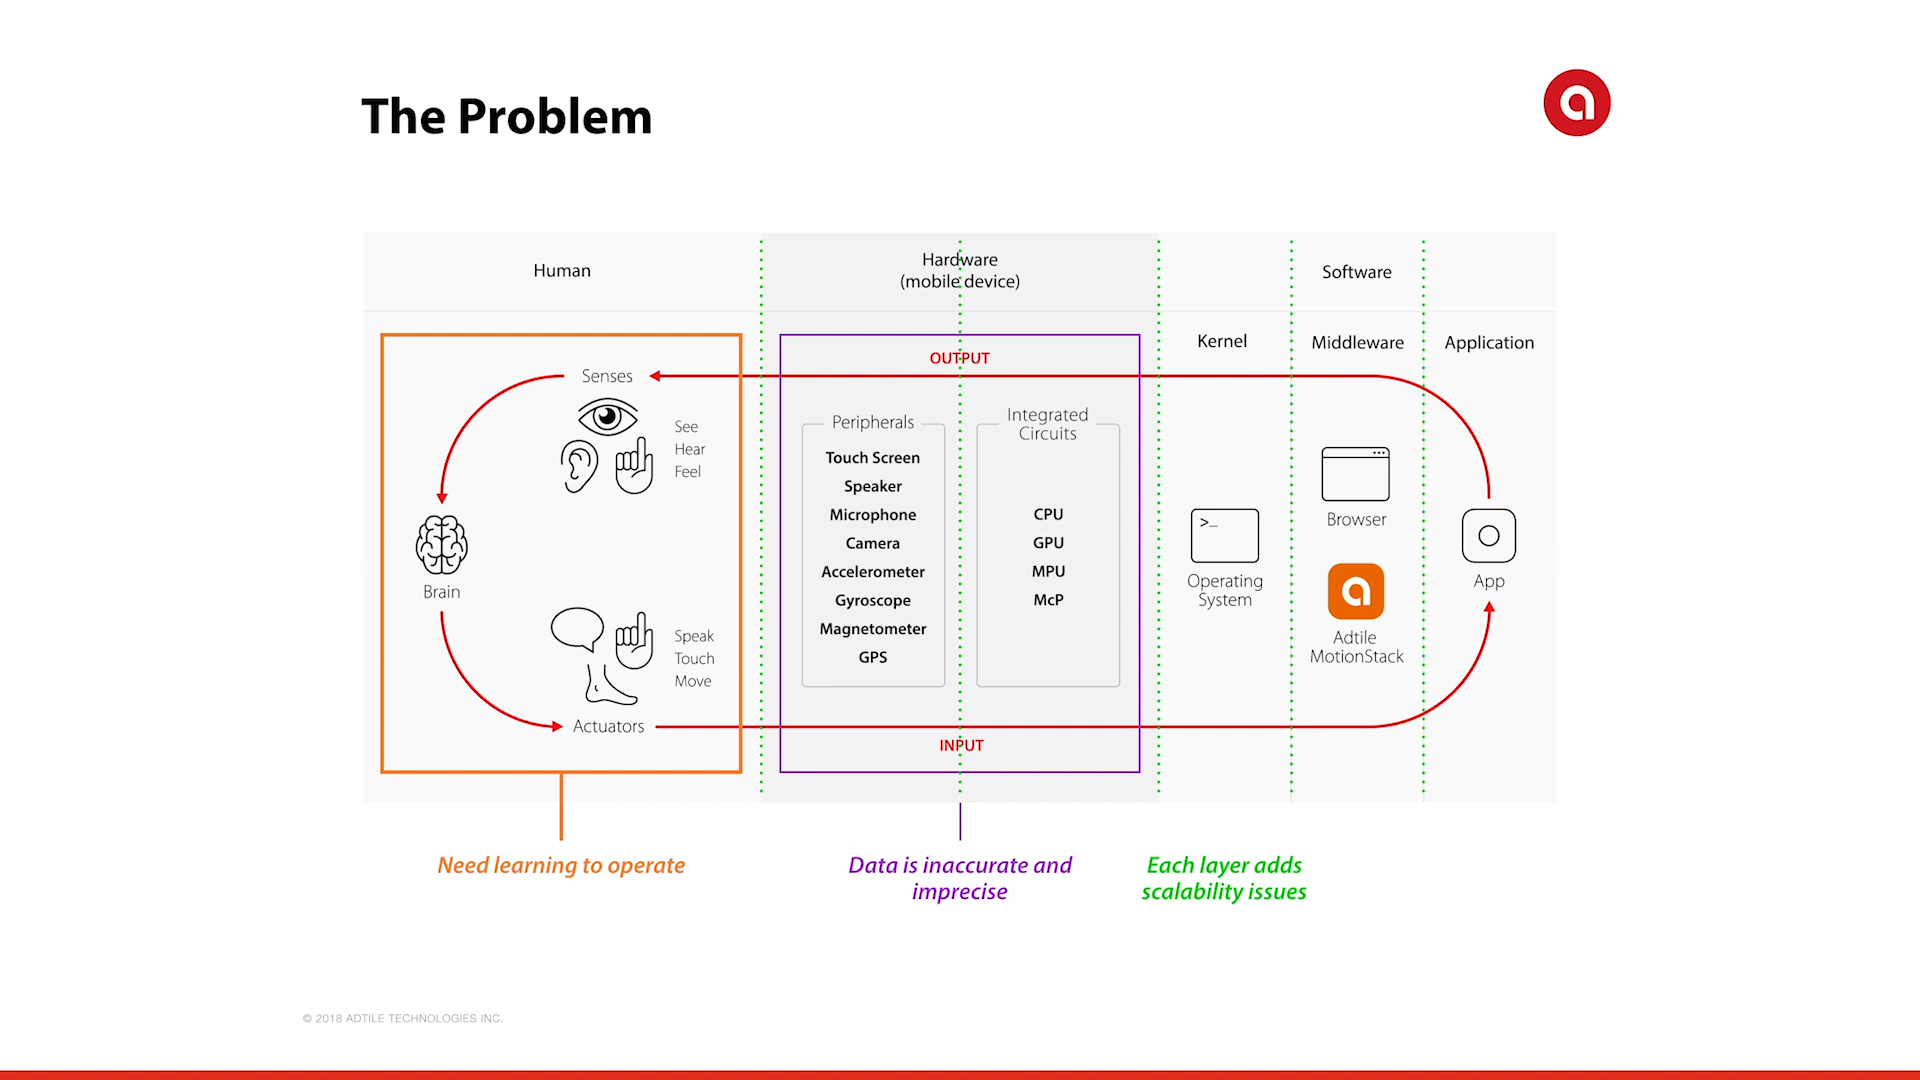 The Problem
Human
Hardware
(mobile device)
Software
Kernel
Middleware
Application
OUTPUT
Senses
See
Hear
Feel
Brain
Speak
Touch
Move
Actuators
Peripherals
Touch Screen
Speaker
Microphone
Camera
Accelerometer
Gyroscope
Magnetometer
GPS
Integrated
Circuits
CPU
GPU
MPU
McP
INPUT
>_
Operating
System
Browser
Adtile
MotionStack
App
Need learning to operate
Data is inaccurate and
imprecise
Each layer adds
scalability issues
© 2018 ADTILE TECHNOLOGIES INC.